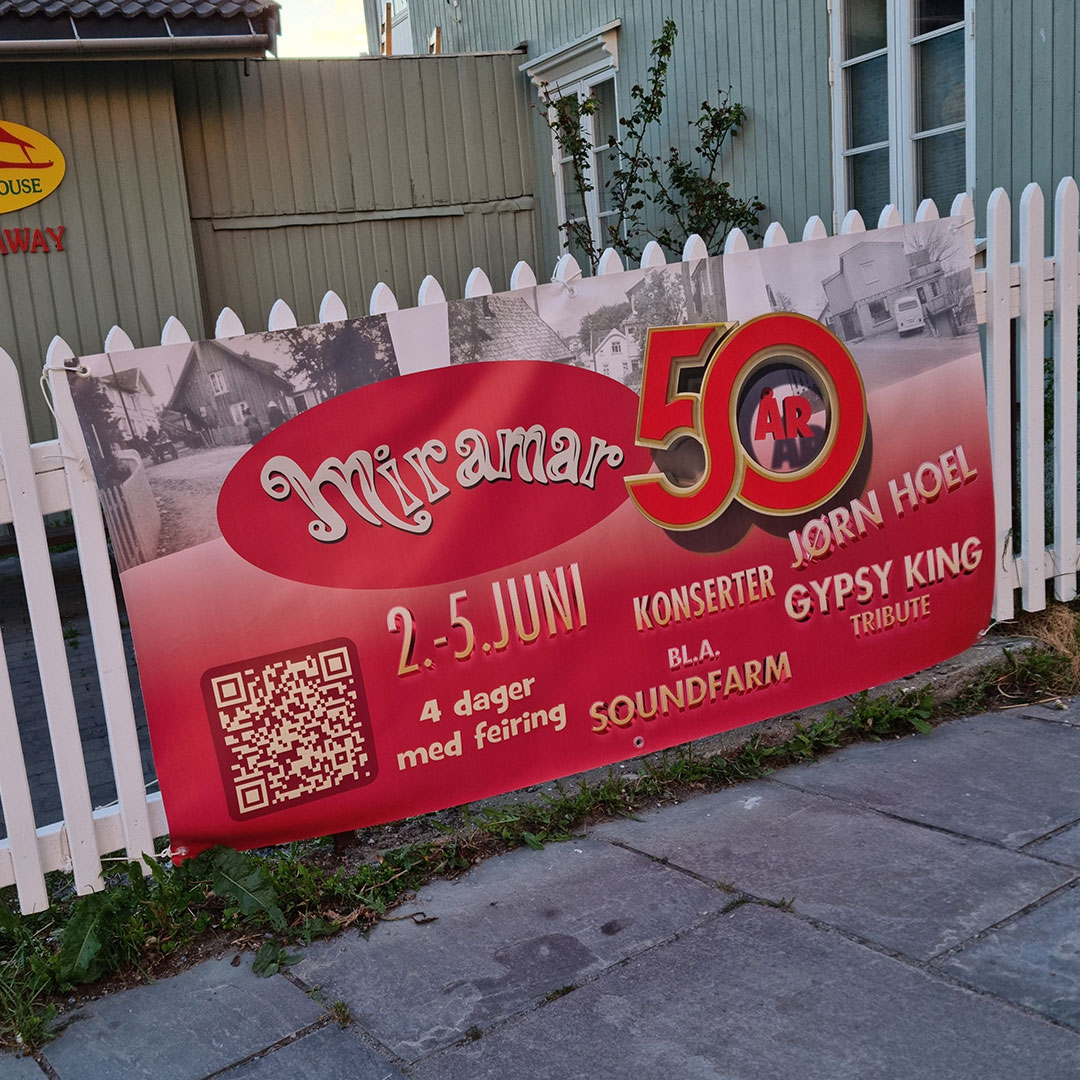 OUSE
AWAY
Miramar
50
ÅR
2.-5. JUNI
4 dager
med feiring
KONSERTER
BL.A.
SOUNDFARM
JØRN HOEL
GYPSY KING
TRIBUTE